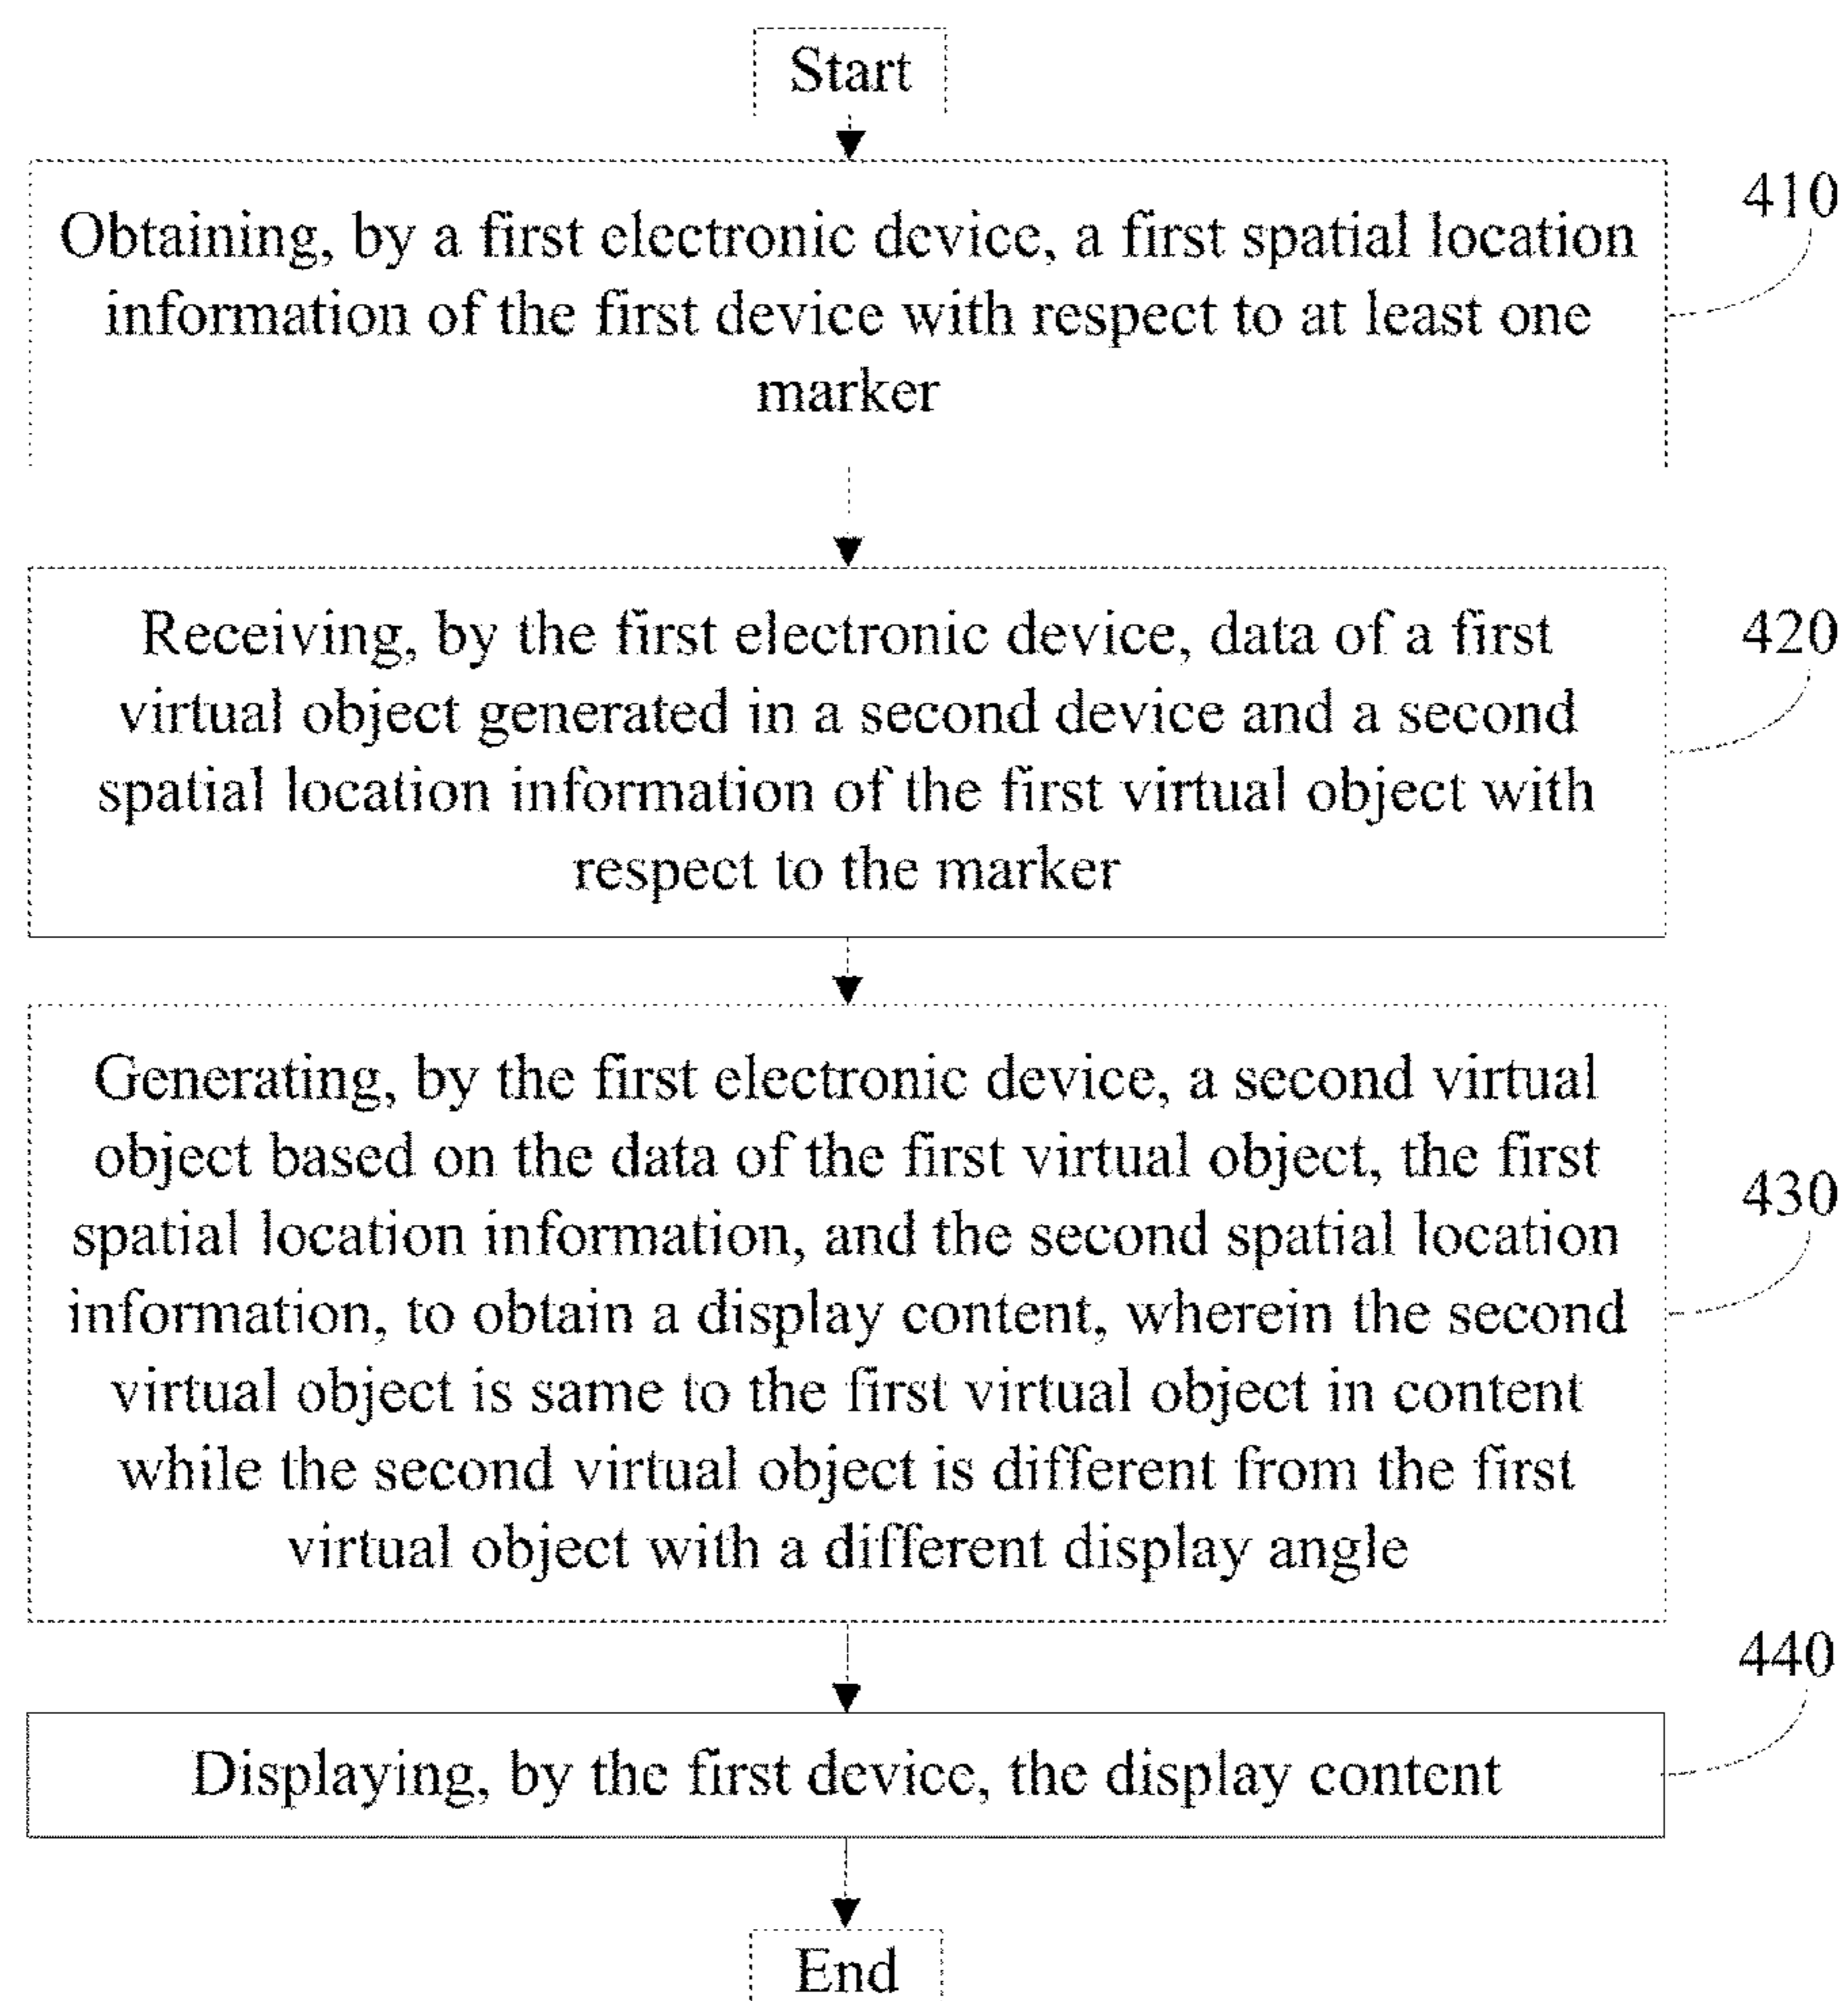 Start
410
Obtaining, by a first electronic device, a first spatial location
information of the first device with respect to at least one
marker
420
Receiving, by the first electronic device, data of a first
virtual object generated in a second device and a second
spatial location information of the first virtual object with
respect to the marker
430
Generating, by the first electronic device, a second virtual
object based on the data of the first virtual object, the first
spatial location information, and the second spatial location
information, to obtain a display content, wherein the second
virtual object is same to the first virtual object in content
while the second virtual object is different from the first
virtual object with a different display angle
440
Displaying, by the first device, the display content
End